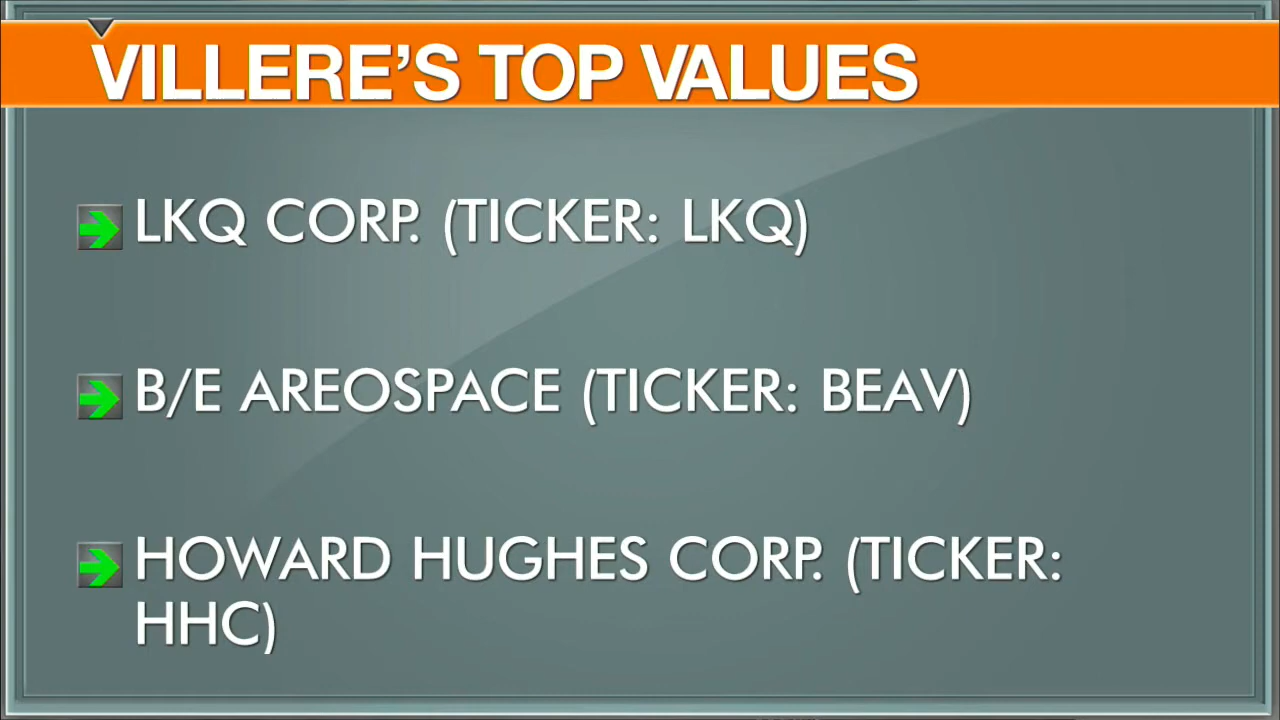 VILLERE’S TOP VALUES
LKQ CORP. (TICKER: LKQ)
B/E AREOSPACE (TICKER: BEAV)
HOWARD HUGHES CORP. (TICKER:
HHC)